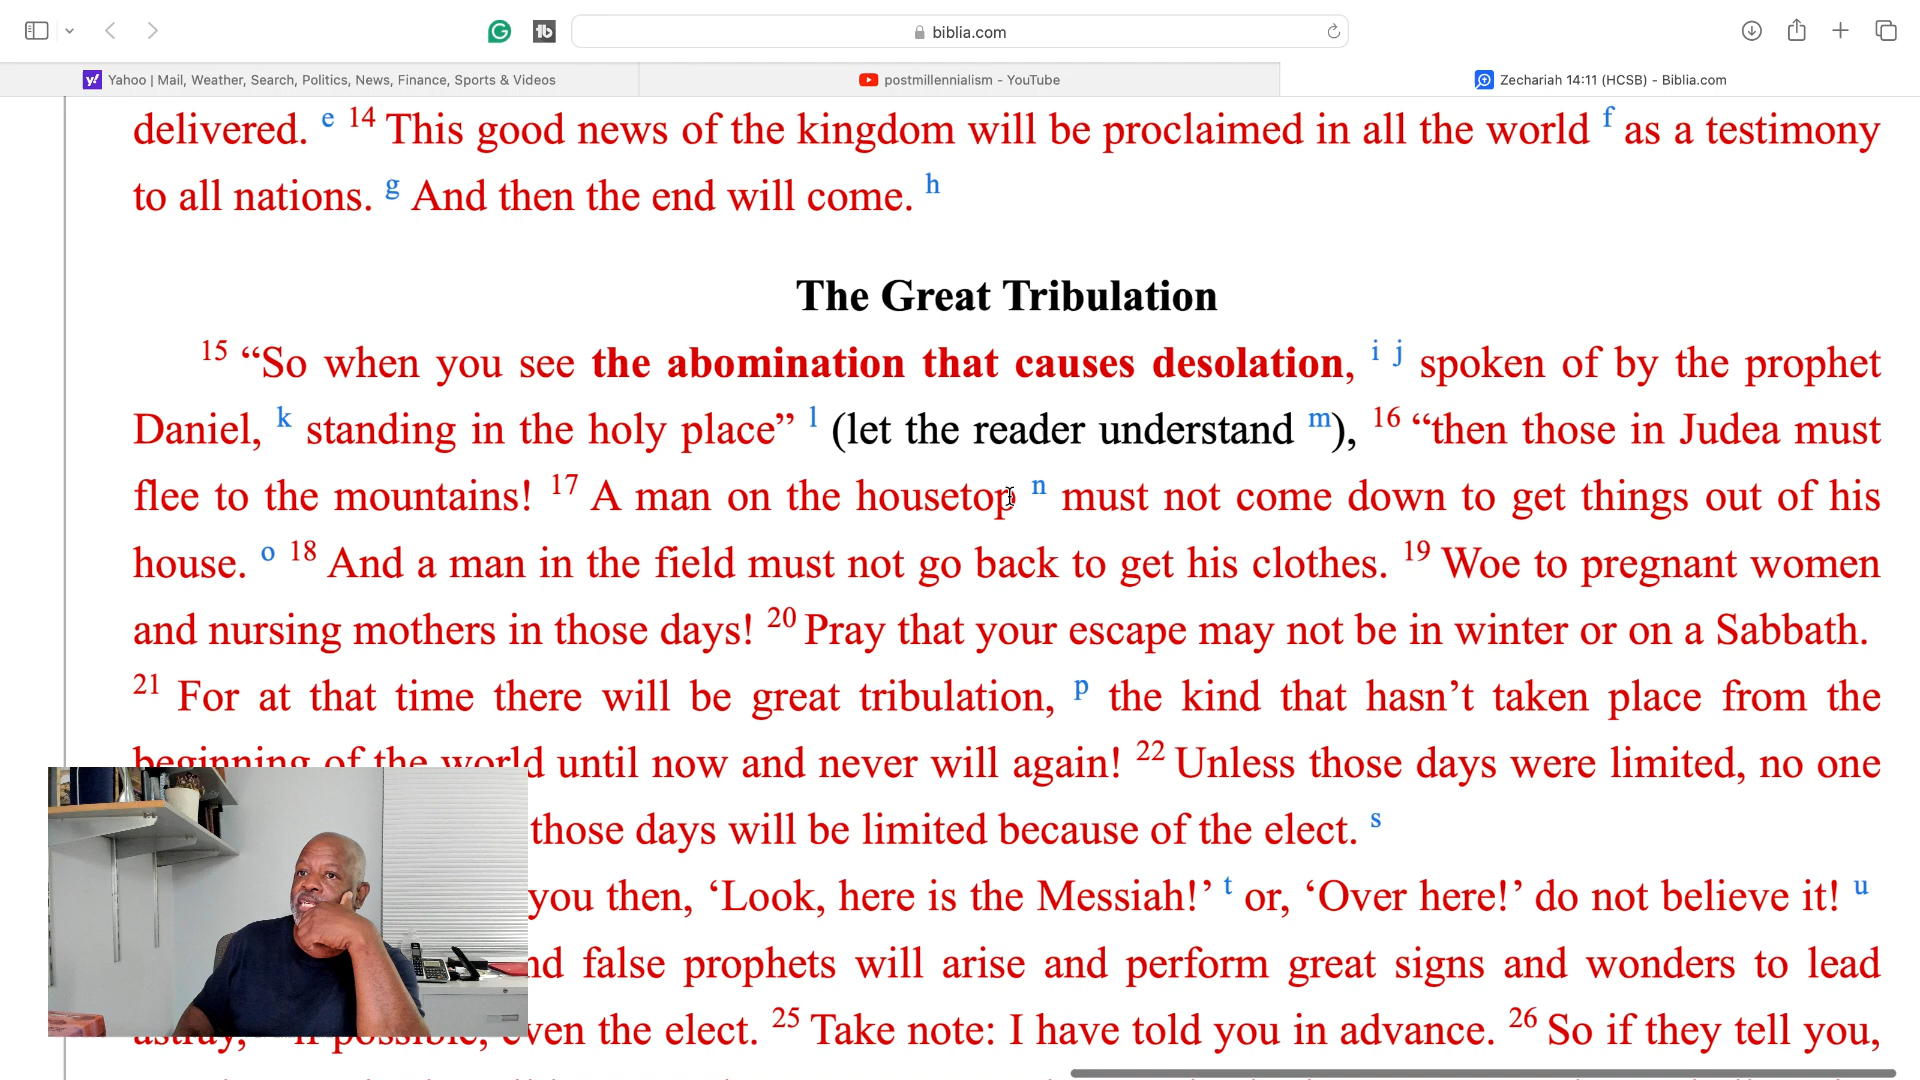 biblia.com
Yahoo | Mail, Weather, Search, Politics, News, Finance, Sports & Videos
postmillennialism - YouTube
Zechariah 14:11 (HCSB) - Biblia.com
delivered. e 14 This good news of the kingdom will be proclaimed in all the world f as a testimony
to all nations. g And then the end will come. h
The Great Tribulation
15 “So when you see the abomination that causes desolation, i j spoken of by the prophet
Daniel, k standing in the holy place” l (let the reader understand m), 16 “then those in Judea must
flee to the mountains! 17 A man on the housetop n must not come down to get things out of his
house. o 18 And a man in the field must not go back to get his clothes. 19 Woe to pregnant women
and nursing mothers in those days! 20 Pray that your escape may not be in winter or on a Sabbath.
21 For at that time there will be great tribulation, p the kind that hasn’t taken place from the
beginning of the world until now and never will again! 22 Unless those days were limited, no one
those days will be limited because of the elect. s
you then, ‘Look, here is the Messiah!’ t or, ‘Over here!’ do not believe it! u
false prophets will arise and perform great signs and wonders to lead
astray, if possible, even the elect. 25 Take note: I have told you in advance. 26 So if they tell you,